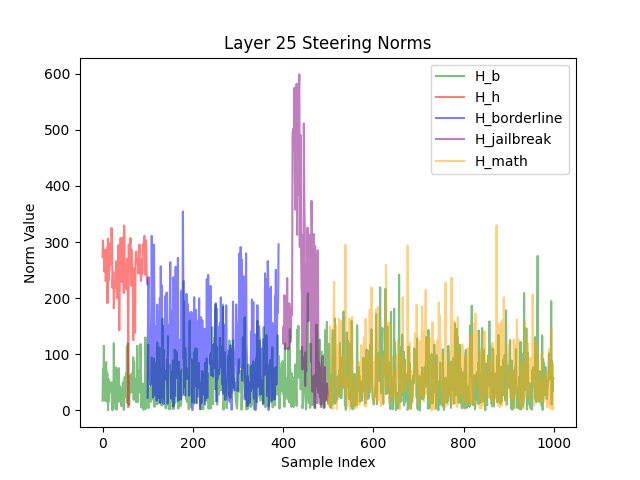 Layer 25 Steering Norms
600
500
400
300
200
100
0
Norm Value
H_b
H_h
H_borderline
H_jailbreak
H_math
0
200
400
600
800
1000
Sample Index